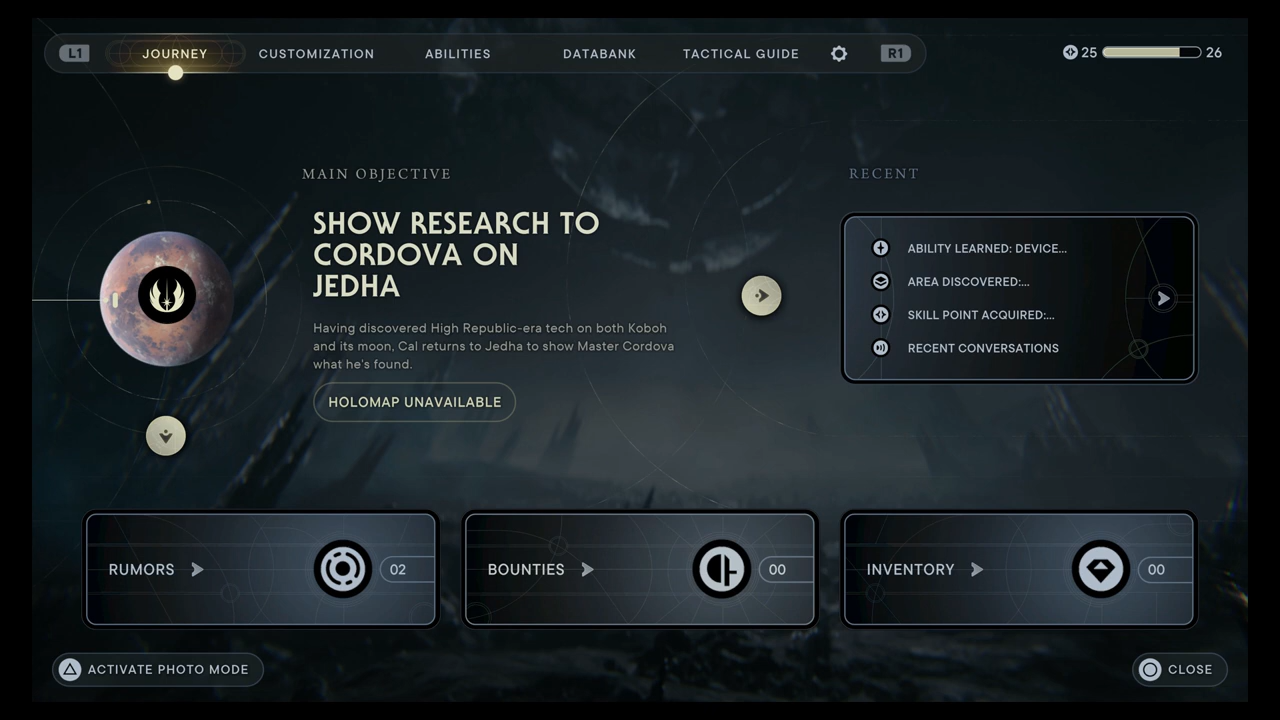 L1
JOURNEY
CUSTOMIZATION
ABILITIES
DATABANK
TACTICAL GUIDE
R1
25
26
MAIN OBJECTIVE
SHOW RESEARCH TO
CORDOVA ON
JEDHA
Having discovered High Republic-era tech on both Koboh
and its moon, Cal returns to Jedha to show Master Cordova
what he's found.
HOLOMAP UNAVAILABLE
RECENT
ABILITY LEARNED: DEVICE...
AREA DISCOVERED:...
SKILL POINT ACQUIRED:...
RECENT CONVERSATIONS
RUMORS
02
BOUNTIES
00
INVENTORY
00
ACTIVATE PHOTO MODE
CLOSE